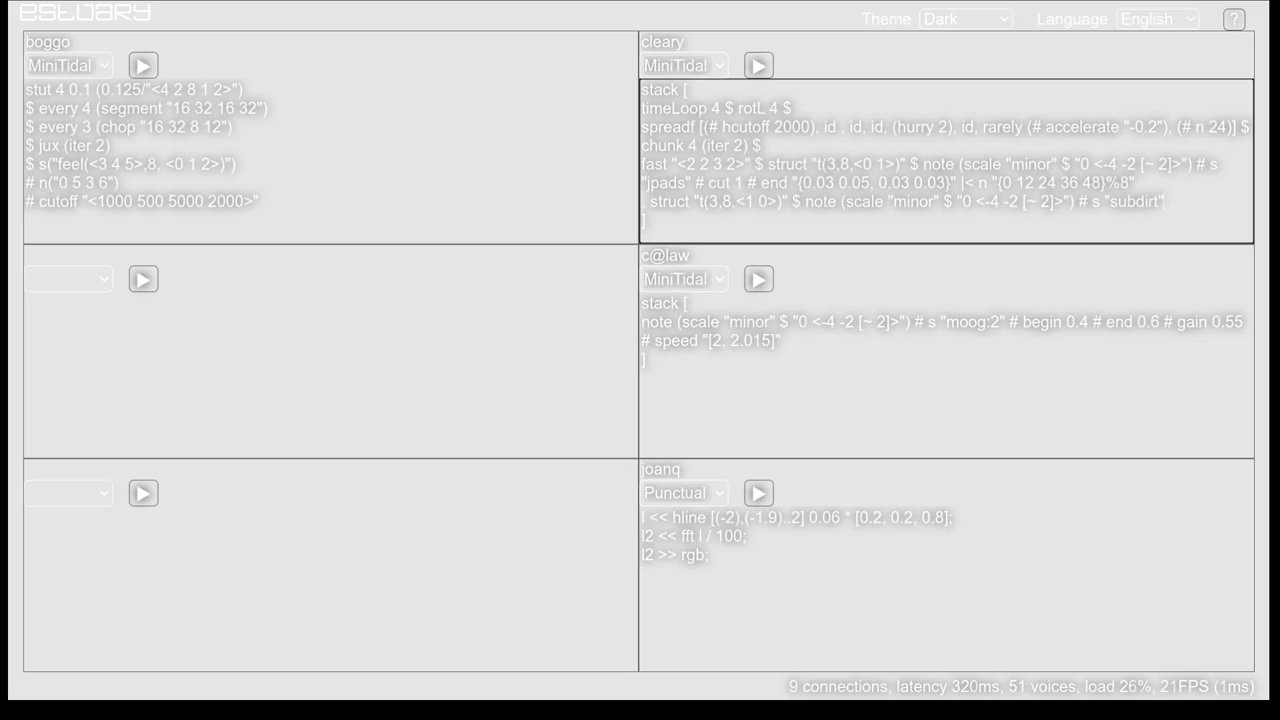 estuary
Theme Dark Language English ?
boggo
MiniTidal
stut 4 0.1 (0.125/"<4 2 8 1 2>")
$ every 4 (segment "16 32 16 32")
$ every 3 (chop "16 32 8 12")
$ jux (iter 2)
$ s("feel(<3 4 5>,8, <0 1 2>)")
# n("0 5 3 6")
# cutoff "<1000 500 5000 2000>"
cleary
MiniTidal
stack [
timeLoop 4 $ rotL 4 $
spreadf [(# hcutoff 2000), id , id, id, (hurry 2), id, rarely (# accelerate "-0.2"), (# n 24)] $
chunk 4 (iter 2) $
fast "<2 2 3 2>" $ struct "t(3,8,<0 1>)" $ note (scale "minor" $ "0 <-4 -2 [~ 2]>") # s
"jpads" # cut 1 # end "{0.03 0.05, 0.03 0.03}" |< n "{0 12 24 36 48}%8"
, struct "t(3,8,<1 0>)" $ note (scale "minor" $ "0 <-4 -2 [~ 2]>") # s "subdirt"
]
c@law
MiniTidal
stack [
note (scale "minor" $ "0 <-4 -2 [~ 2]>") # s "moog:2" # begin 0.4 # end 0.6 # gain 0.55
# speed "[2, 2.015]"
]
joanq
Punctual
l << hline [(-2),(-1.9)..2] 0.06 * [0.2, 0.2, 0.8];
l2 << fft l / 100;
l2 >> rgb;
9 connections, latency 320ms, 51 voices, load 26%, 21FPS (1ms)